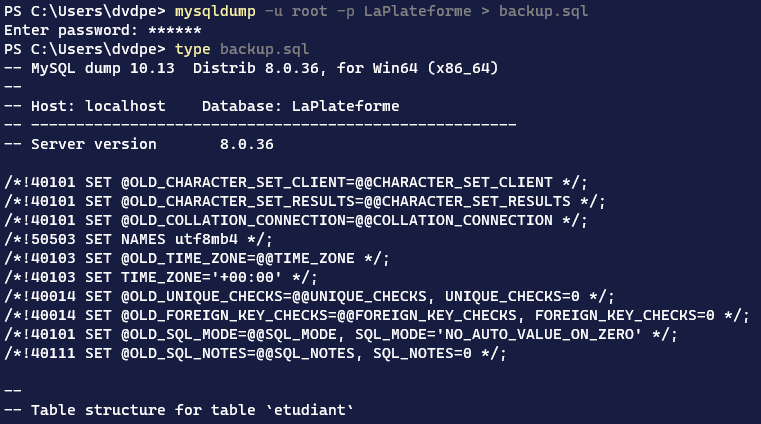 PS C:\Users\dvdpe> mysqldump -u root -p LaPlateforme > backup.sql
Enter password: ******
PS C:\Users\dvdpe> type backup.sql
-- MySQL dump 10.13  Distrib 8.0.36, for Win64 (x86_64)
--
-- Host: localhost    Database: LaPlateforme
-- ------------------------------------------------------
-- Server version       8.0.36

/*!40101 SET @OLD_CHARACTER_SET_CLIENT=@@CHARACTER_SET_CLIENT */;
/*!40101 SET @OLD_CHARACTER_SET_RESULTS=@@CHARACTER_SET_RESULTS */;
/*!40101 SET @OLD_COLLATION_CONNECTION=@@COLLATION_CONNECTION */;
/*!50503 SET NAMES utf8mb4 */;
/*!40103 SET @OLD_TIME_ZONE=@@TIME_ZONE */;
/*!40103 SET TIME_ZONE='+00:00' */;
/*!40014 SET @OLD_UNIQUE_CHECKS=@@UNIQUE_CHECKS, UNIQUE_CHECKS=0 */;
/*!40014 SET @OLD_FOREIGN_KEY_CHECKS=@@FOREIGN_KEY_CHECKS, FOREIGN_KEY_CHECKS=0 */;
/*!40101 SET @OLD_SQL_MODE=@@SQL_MODE, SQL_MODE='NO_AUTO_VALUE_ON_ZERO' */;
/*!40111 SET @OLD_SQL_NOTES=@@SQL_NOTES, SQL_NOTES=0 */;

--
-- Table structure for table `etudiant`